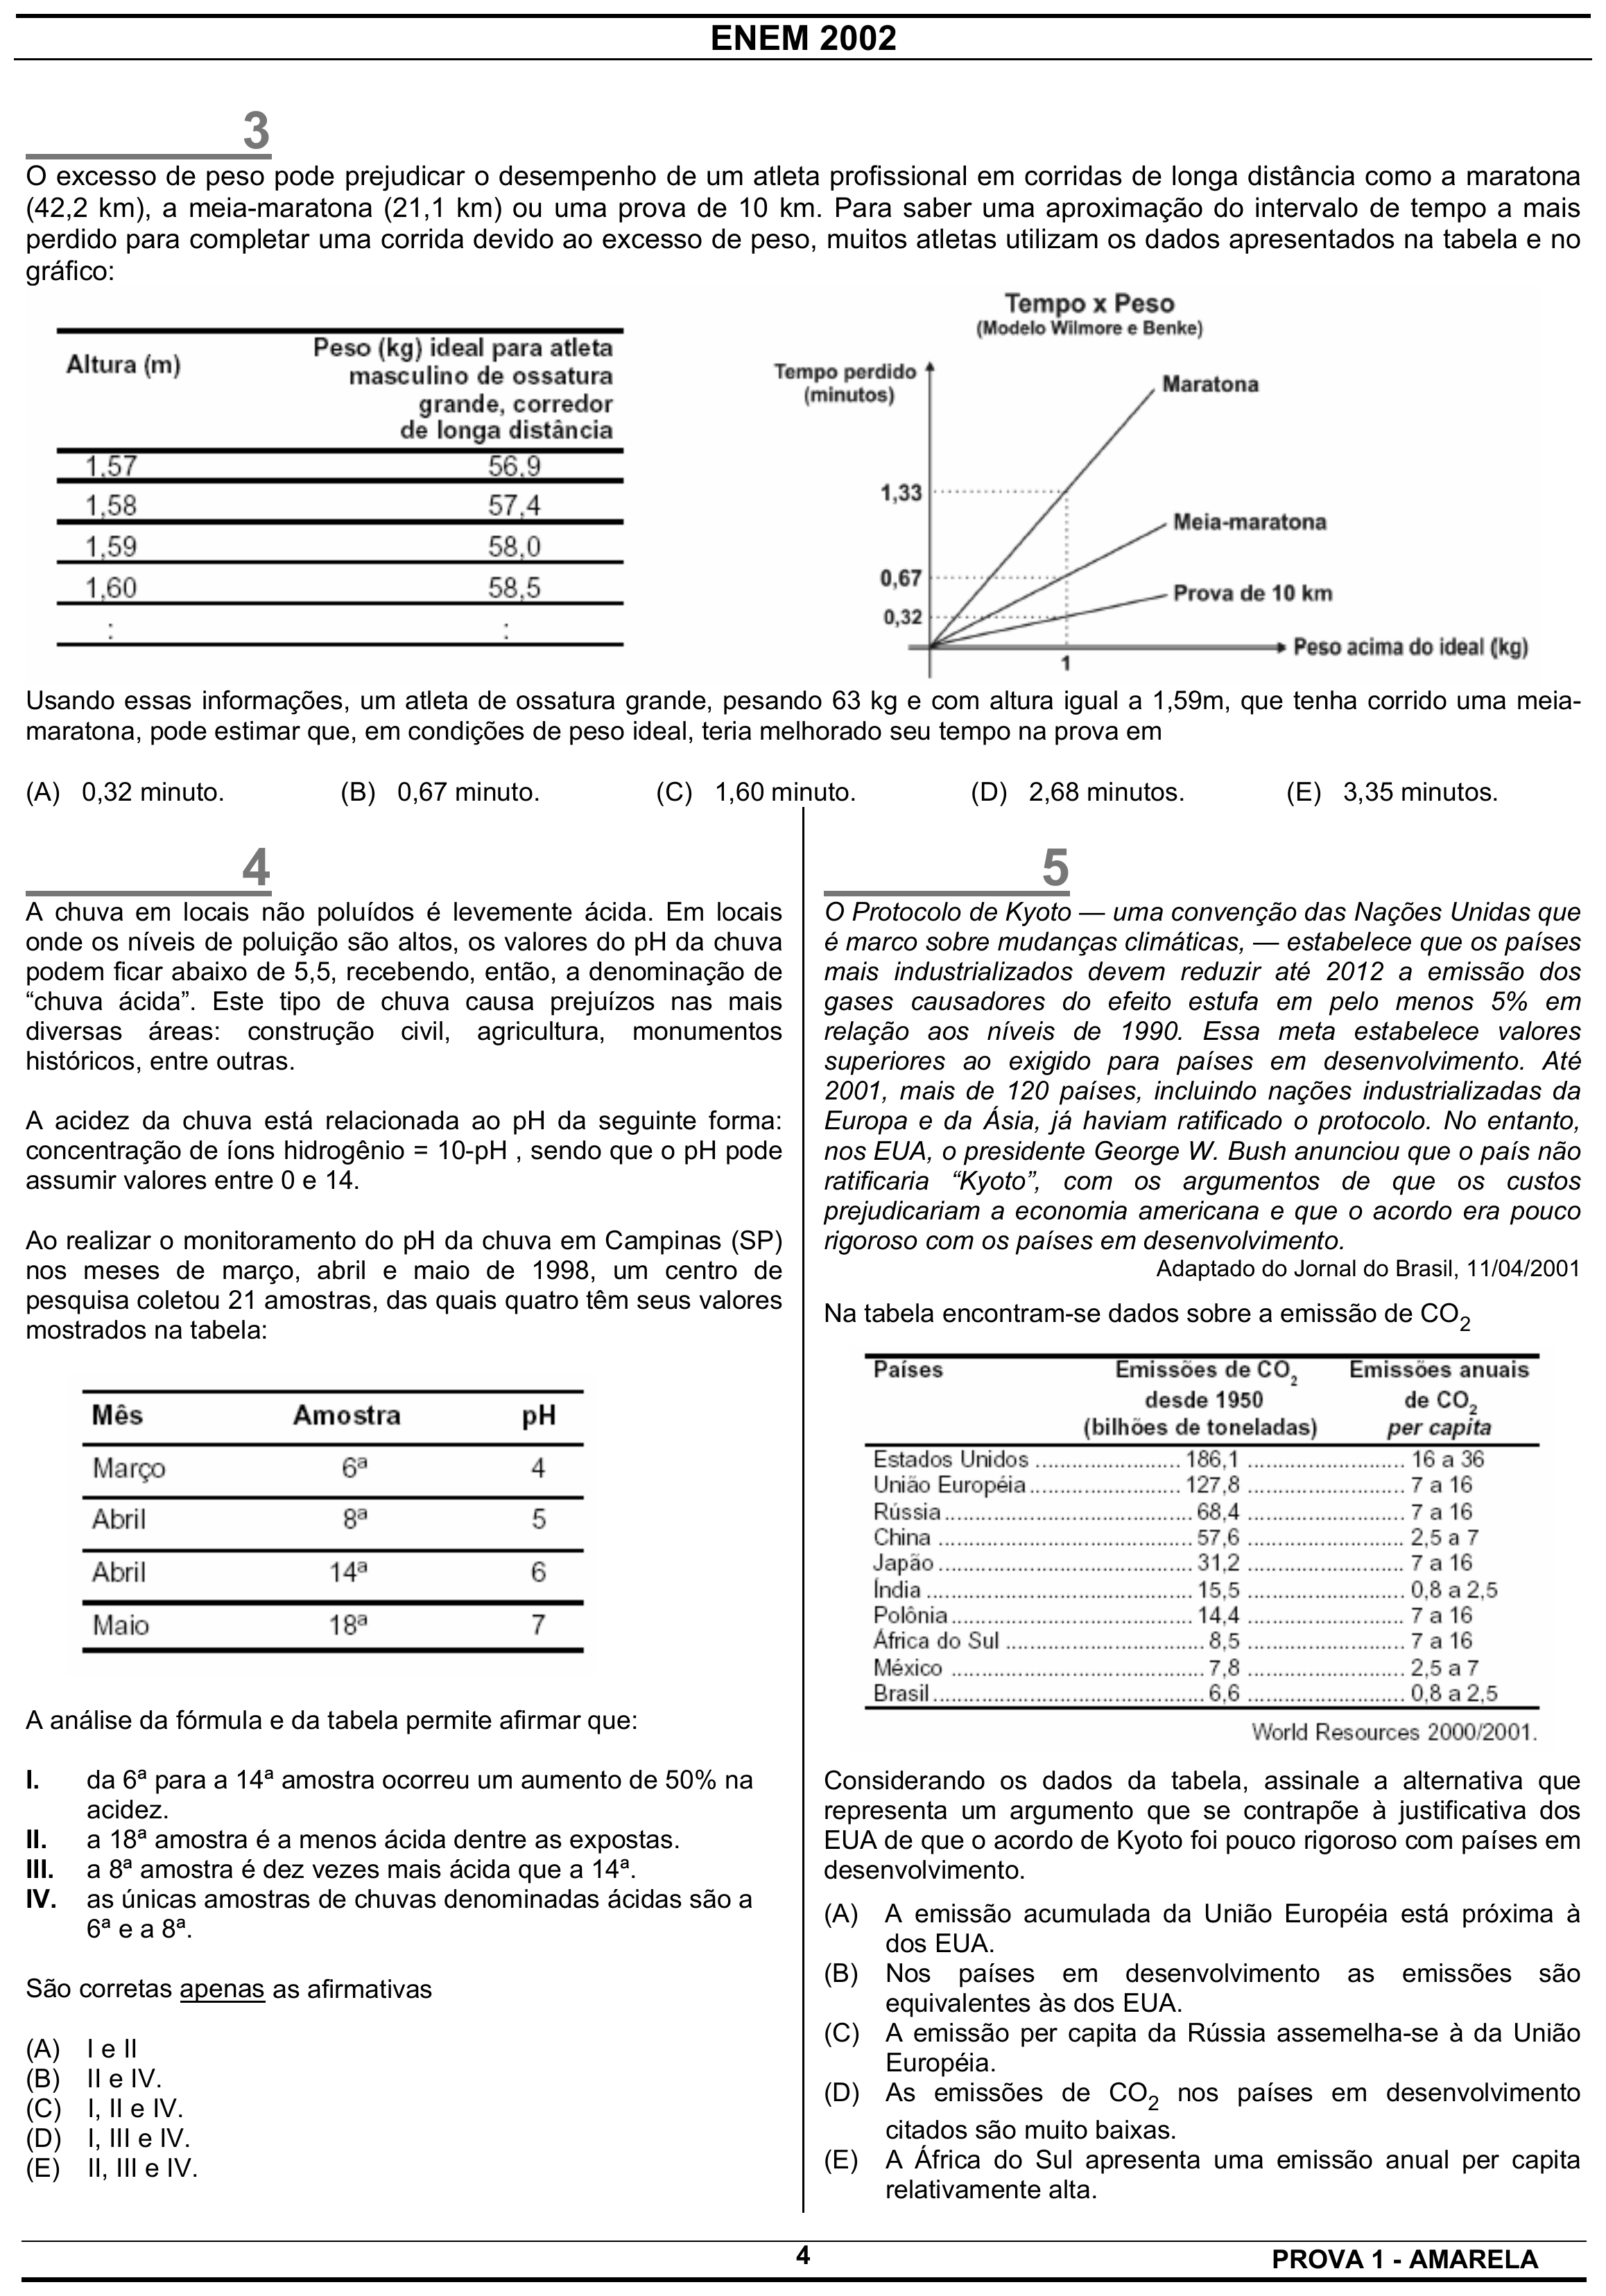 ENEM 2002
3
O excesso de peso pode prejudicar o desempenho de um atleta profissional em corridas de longa distância como a maratona
(42,2 km), a meia-maratona (21,1 km) ou uma prova de 10 km. Para saber uma aproximação do intervalo de tempo a mais
perdido para completar uma corrida devido ao excesso de peso, muitos atletas utilizam os dados apresentados na tabela e no
gráfico:
Altura (m) Peso (kg) ideal para atleta
masculino de ossatura
grande, corredor
de longa distância
1,57 56,9
1,58 57,4
1,59 58,0
1,60 58,5
: :
Tempo x Peso
(Modelo Wilmore e Benke)
Tempo perdido
(minutos)
Maratona
1,33
Meia-maratona
0,67
Prova de 10 km
0,32
Peso acima do ideal (kg)
1
Usando essas informações, um atleta de ossatura grande, pesando 63 kg e com altura igual a 1,59m, que tenha corrido uma meia-
maratona, pode estimar que, em condições de peso ideal, teria melhorado seu tempo na prova em
(A) 0,32 minuto. (B) 0,67 minuto. (C) 1,60 minuto. (D) 2,68 minutos. (E) 3,35 minutos.
4
A chuva em locais não poluídos é levemente ácida. Em locais
onde os níveis de poluição são altos, os valores do pH da chuva
podem ficar abaixo de 5,5, recebendo, então, a denominação de
“chuva ácida”. Este tipo de chuva causa prejuízos nas mais
diversas áreas: construção civil, agricultura, monumentos
históricos, entre outras.
A acidez da chuva está relacionada ao pH da seguinte forma:
concentração de íons hidrogênio = 10-pH , sendo que o pH pode
assumir valores entre 0 e 14.
Ao realizar o monitoramento do pH da chuva em Campinas (SP)
nos meses de março, abril e maio de 1998, um centro de
pesquisa coletou 21 amostras, das quais quatro têm seus valores
mostrados na tabela:
Mês Amostra pH
Março 6ª 4
Abril 8ª 5
Abril 14ª 6
Maio 18ª 7
A análise da fórmula e da tabela permite afirmar que:
I. da 6ª para a 14ª amostra ocorreu um aumento de 50% na
acidez.
II. a 18ª amostra é a menos ácida dentre as expostas.
III. a 8ª amostra é dez vezes mais ácida que a 14ª.
IV. as únicas amostras de chuvas denominadas ácidas são a
6ª e a 8ª.
São corretas apenas as afirmativas
(A) I e II
(B) II e IV.
(C) I, II e IV.
(D) I, III e IV.
(E) II, III e IV.
5
O Protocolo de Kyoto — uma convenção das Nações Unidas que
é marco sobre mudanças climáticas, — estabelece que os países
mais industrializados devem reduzir até 2012 a emissão dos
gases causadores do efeito estufa em pelo menos 5% em
relação aos níveis de 1990. Essa meta estabelece valores
superiores ao exigido para países em desenvolvimento. Até
2001, mais de 120 países, incluindo nações industrializadas da
Europa e da Ásia, já haviam ratificado o protocolo. No entanto,
nos EUA, o presidente George W. Bush anunciou que o país não
ratificaria “Kyoto”, com os argumentos de que os custos
prejudicariam a economia americana e que o acordo era pouco
rigoroso com os países em desenvolvimento.
Adaptado do Jornal do Brasil, 11/04/2001
Na tabela encontram-se dados sobre a emissão de CO2
Países Emissões de CO2 Emissões anuais
desde 1950 de CO2
(bilhões de toneladas) per capita
Estados Unidos ........................ 186,1 .......................... 16 a 36
União Européia ......................... 127,8 .......................... 7 a 16
Rússia ......................................... 68,4 .......................... 7 a 16
China .......................................... 57,6 .......................... 2,5 a 7
Japão .......................................... 31,2 .......................... 7 a 16
Índia ............................................ 15,5 .......................... 0,8 a 2,5
Polônia ........................................ 14,4 .......................... 7 a 16
África do Sul ................................. 8,5 .......................... 7 a 16
México .......................................... 7,8 .......................... 2,5 a 7
Brasil ............................................. 6,6 .......................... 0,8 a 2,5
World Resources 2000/2001.
Considerando os dados da tabela, assinale a alternativa que
representa um argumento que se contrapõe à justificativa dos
EUA de que o acordo de Kyoto foi pouco rigoroso com países em
desenvolvimento.
(A) A emissão acumulada da União Européia está próxima à
dos EUA.
(B) Nos países em desenvolvimento as emissões são
equivalentes às dos EUA.
(C) A emissão per capita da Rússia assemelha-se à da União
Européia.
(D) As emissões de CO2 nos países em desenvolvimento
citados são muito baixas.
(E) A África do Sul apresenta uma emissão anual per capita
relativamente alta.
4
PROVA 1 - AMARELA